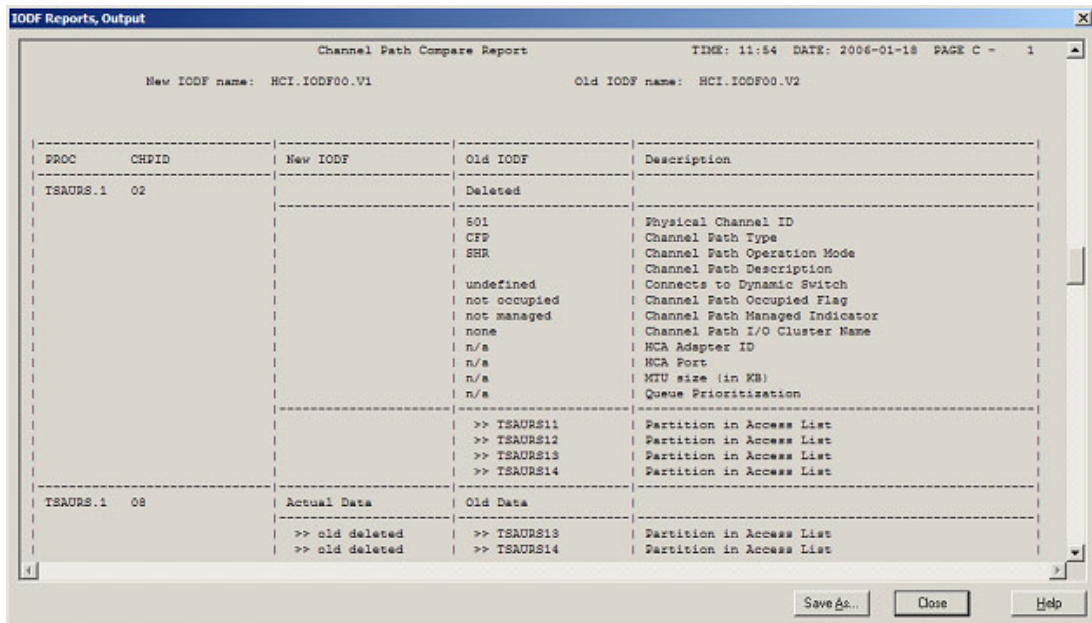 IODF Reports, Output
Channel Path Compare Report TIME: 11:54 DATE: 2006-01-18 PAGE C - 1
New IODF name: HCI.IODF00.V1 Old IODF name: HCI.IODF00.V2
PROC CHPID | New IODF | Old IODF | Description
TSAURS.1 02 | | Deleted |
501 | Physical Channel ID
CFP | Channel Path Type
SHR | Channel Path Operation Mode
| Channel Path Description
undefined | Connects to Dynamic Switch
not occupied | Channel Path Occupied Flag
not managed | Channel Path Managed Indicator
none | Channel Path I/O Cluster Name
n/a | HCA Adapter ID
n/a | HCA Port
n/a | MTU size (in KB)
n/a | Queue Prioritization
>> TSAURS11 | Partition in Access List
>> TSAURS12 | Partition in Access List
>> TSAURS13 | Partition in Access List
>> TSAURS14 | Partition in Access List
TSAURS.1 08 | Actual Data | Old Data |
>> old deleted | >> TSAURS13 | Partition in Access List
>> old deleted | >> TSAURS14 | Partition in Access List
Save As... Close Help